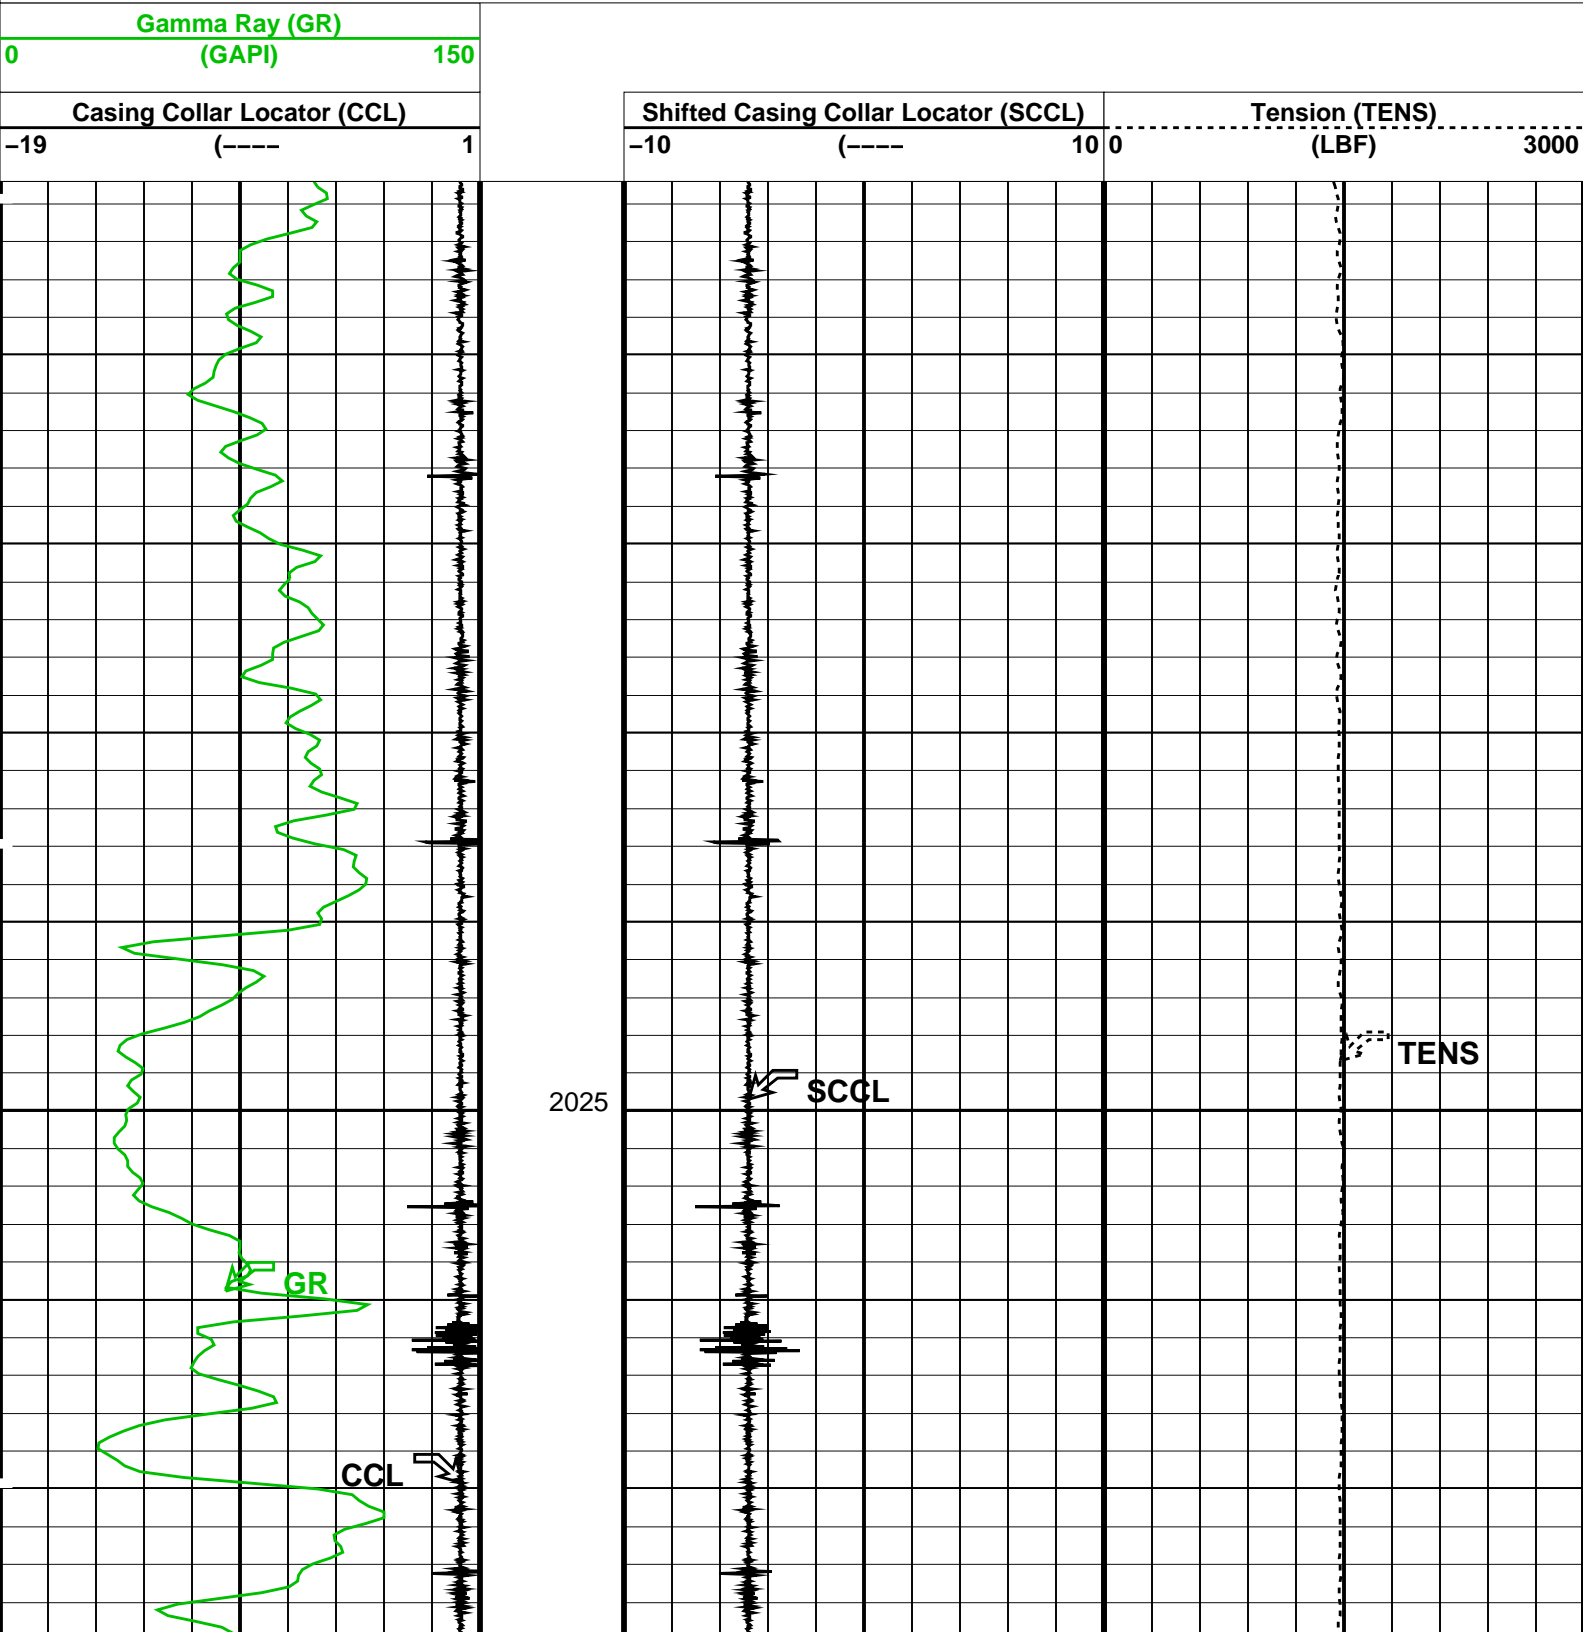 Gamma Ray (GR)
0 (GAPI) 150
Casing Collar Locator (CCL)
−19 (−−−− 1
Shifted Casing Collar Locator (SCCL)
−10 (−−−− 10
Tension (TENS)
0 (LBF) 3000
TENS
SCCL
2025
GR
CCL